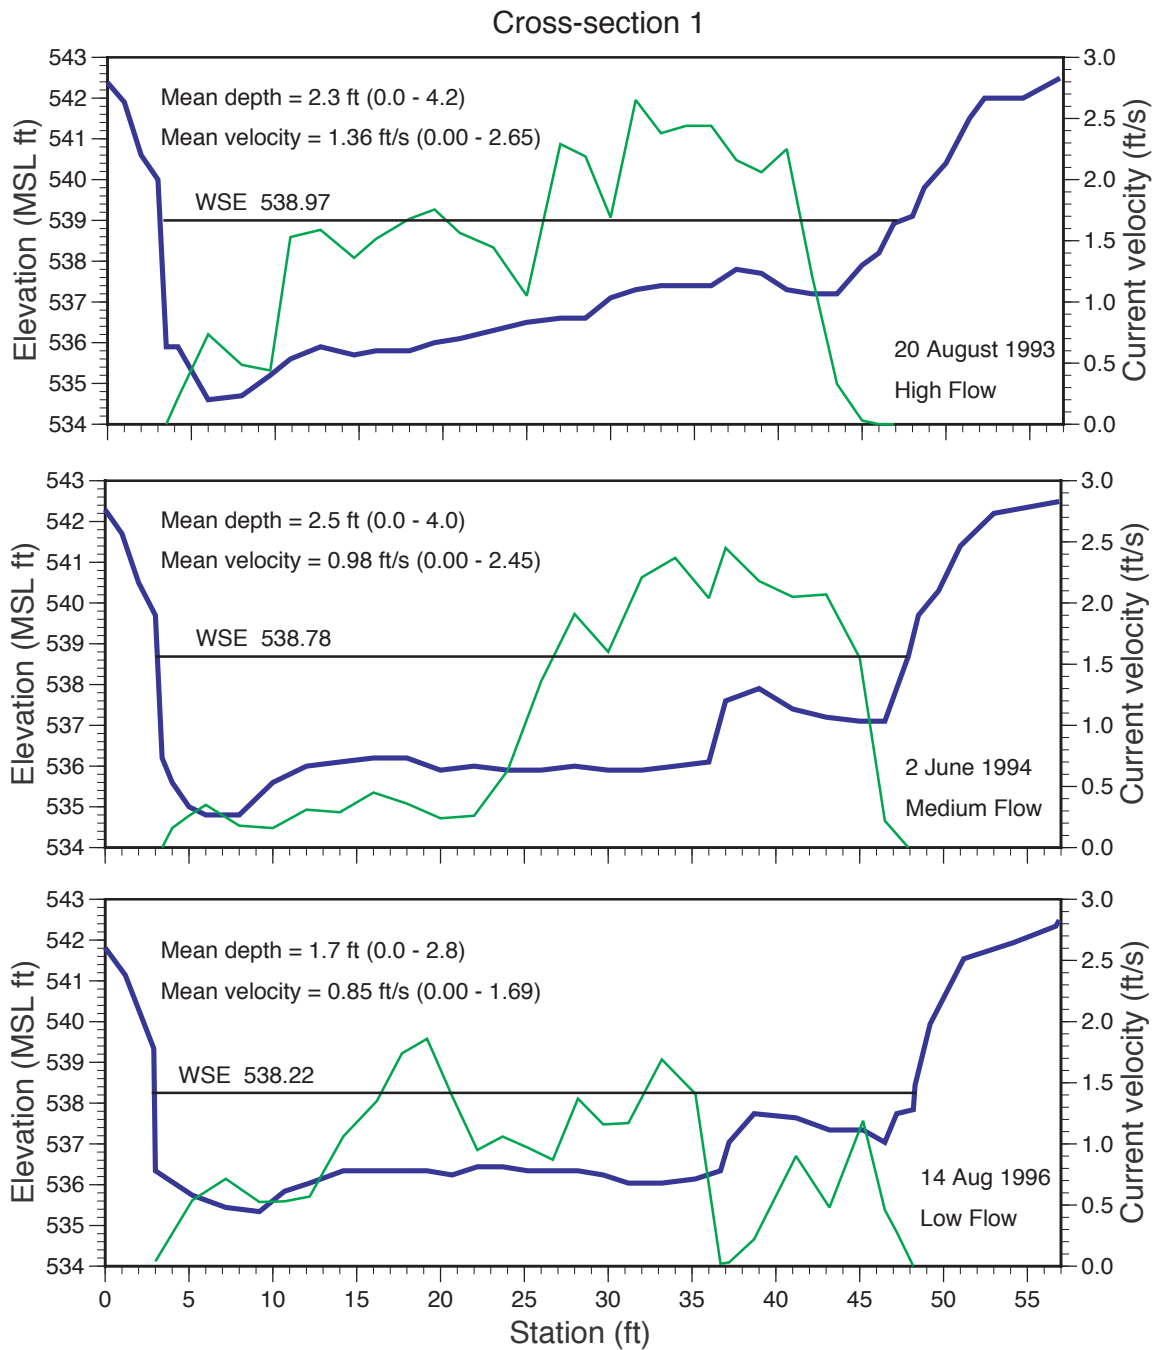 Cross-section 1
543
542
541
540
539
538
537
536
535
534
Elevation (MSL ft)
Mean depth = 2.3 ft (0.0 - 4.2)
Mean velocity = 1.36 ft/s (0.00 - 2.65)
WSE 538.97
20 August 1993
High Flow
3.0
2.5
2.0
1.5
1.0
0.5
0.0
Current velocity (ft/s)
543
542
541
540
539
538
537
536
535
534
Elevation (MSL ft)
Mean depth = 2.5 ft (0.0 - 4.0)
Mean velocity = 0.98 ft/s (0.00 - 2.45)
WSE 538.78
2 June 1994
Medium Flow
3.0
2.5
2.0
1.5
1.0
0.5
0.0
Current velocity (ft/s)
543
542
541
540
539
538
537
536
535
534
Elevation (MSL ft)
Mean depth = 1.7 ft (0.0 - 2.8)
Mean velocity = 0.85 ft/s (0.00 - 1.69)
WSE 538.22
14 Aug 1996
Low Flow
3.0
2.5
2.0
1.5
1.0
0.5
0.0
Current velocity (ft/s)
0 5 10 15 20 25 30 35 40 45 50 55
Station (ft)